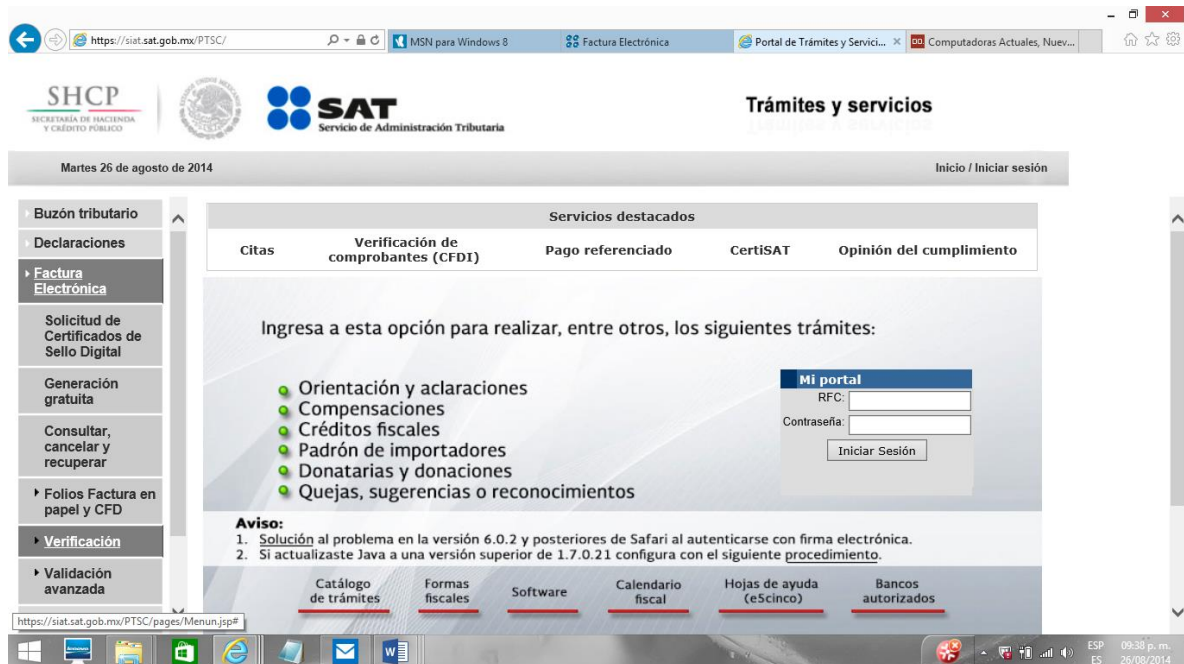 https://siat.sat.gob.mx/PTSC/
MSN para Windows 8
Factura Electrónica
Portal de Trámites y Servici...
Computadoras Actuales, Nuev...
SHCP
SECRETARÍA DE HACIENDA
Y CRÉDITO PÚBLICO
SAT
Servicio de Administración Tributaria
Trámites y servicios
Martes 26 de agosto de 2014
Inicio / Iniciar sesión
Buzón tributario
Declaraciones
Factura
Electrónica
Solicitud de
Certificados de
Sello Digital
Generación
gratuita
Consultar,
cancelar y
recuperar
Folios Factura en
papel y CFD
Verificación
Validación
avanzada
https://siat.sat.gob.mx/PTSC/pages/Menun.jsp#
Servicios destacados
Citas
Verificación de
comprobantes (CFDI)
Pago referenciado
CertiSAT
Opinión del cumplimiento
Ingresa a esta opción para realizar, entre otros, los siguientes trámites:
Orientación y aclaraciones
Compensaciones
Créditos fiscales
Padrón de importadores
Donatarias y donaciones
Quejas, sugerencias o reconocimientos
Mi portal
RFC:
Contraseña:
Iniciar Sesión
Aviso:
1. Solución al problema en la versión 6.0.2 y posteriores de Safari al autenticarse con firma electrónica.
2. Si actualizaste Java a una versión superior de 1.7.0.21 configura con el siguiente procedimiento.
Catálogo
de trámites
Formas
fiscales
Software
Calendario
fiscal
Hojas de ayuda
(e5cinco)
Bancos
autorizados
ESP
ES
09:38 p. m.
26/08/2014